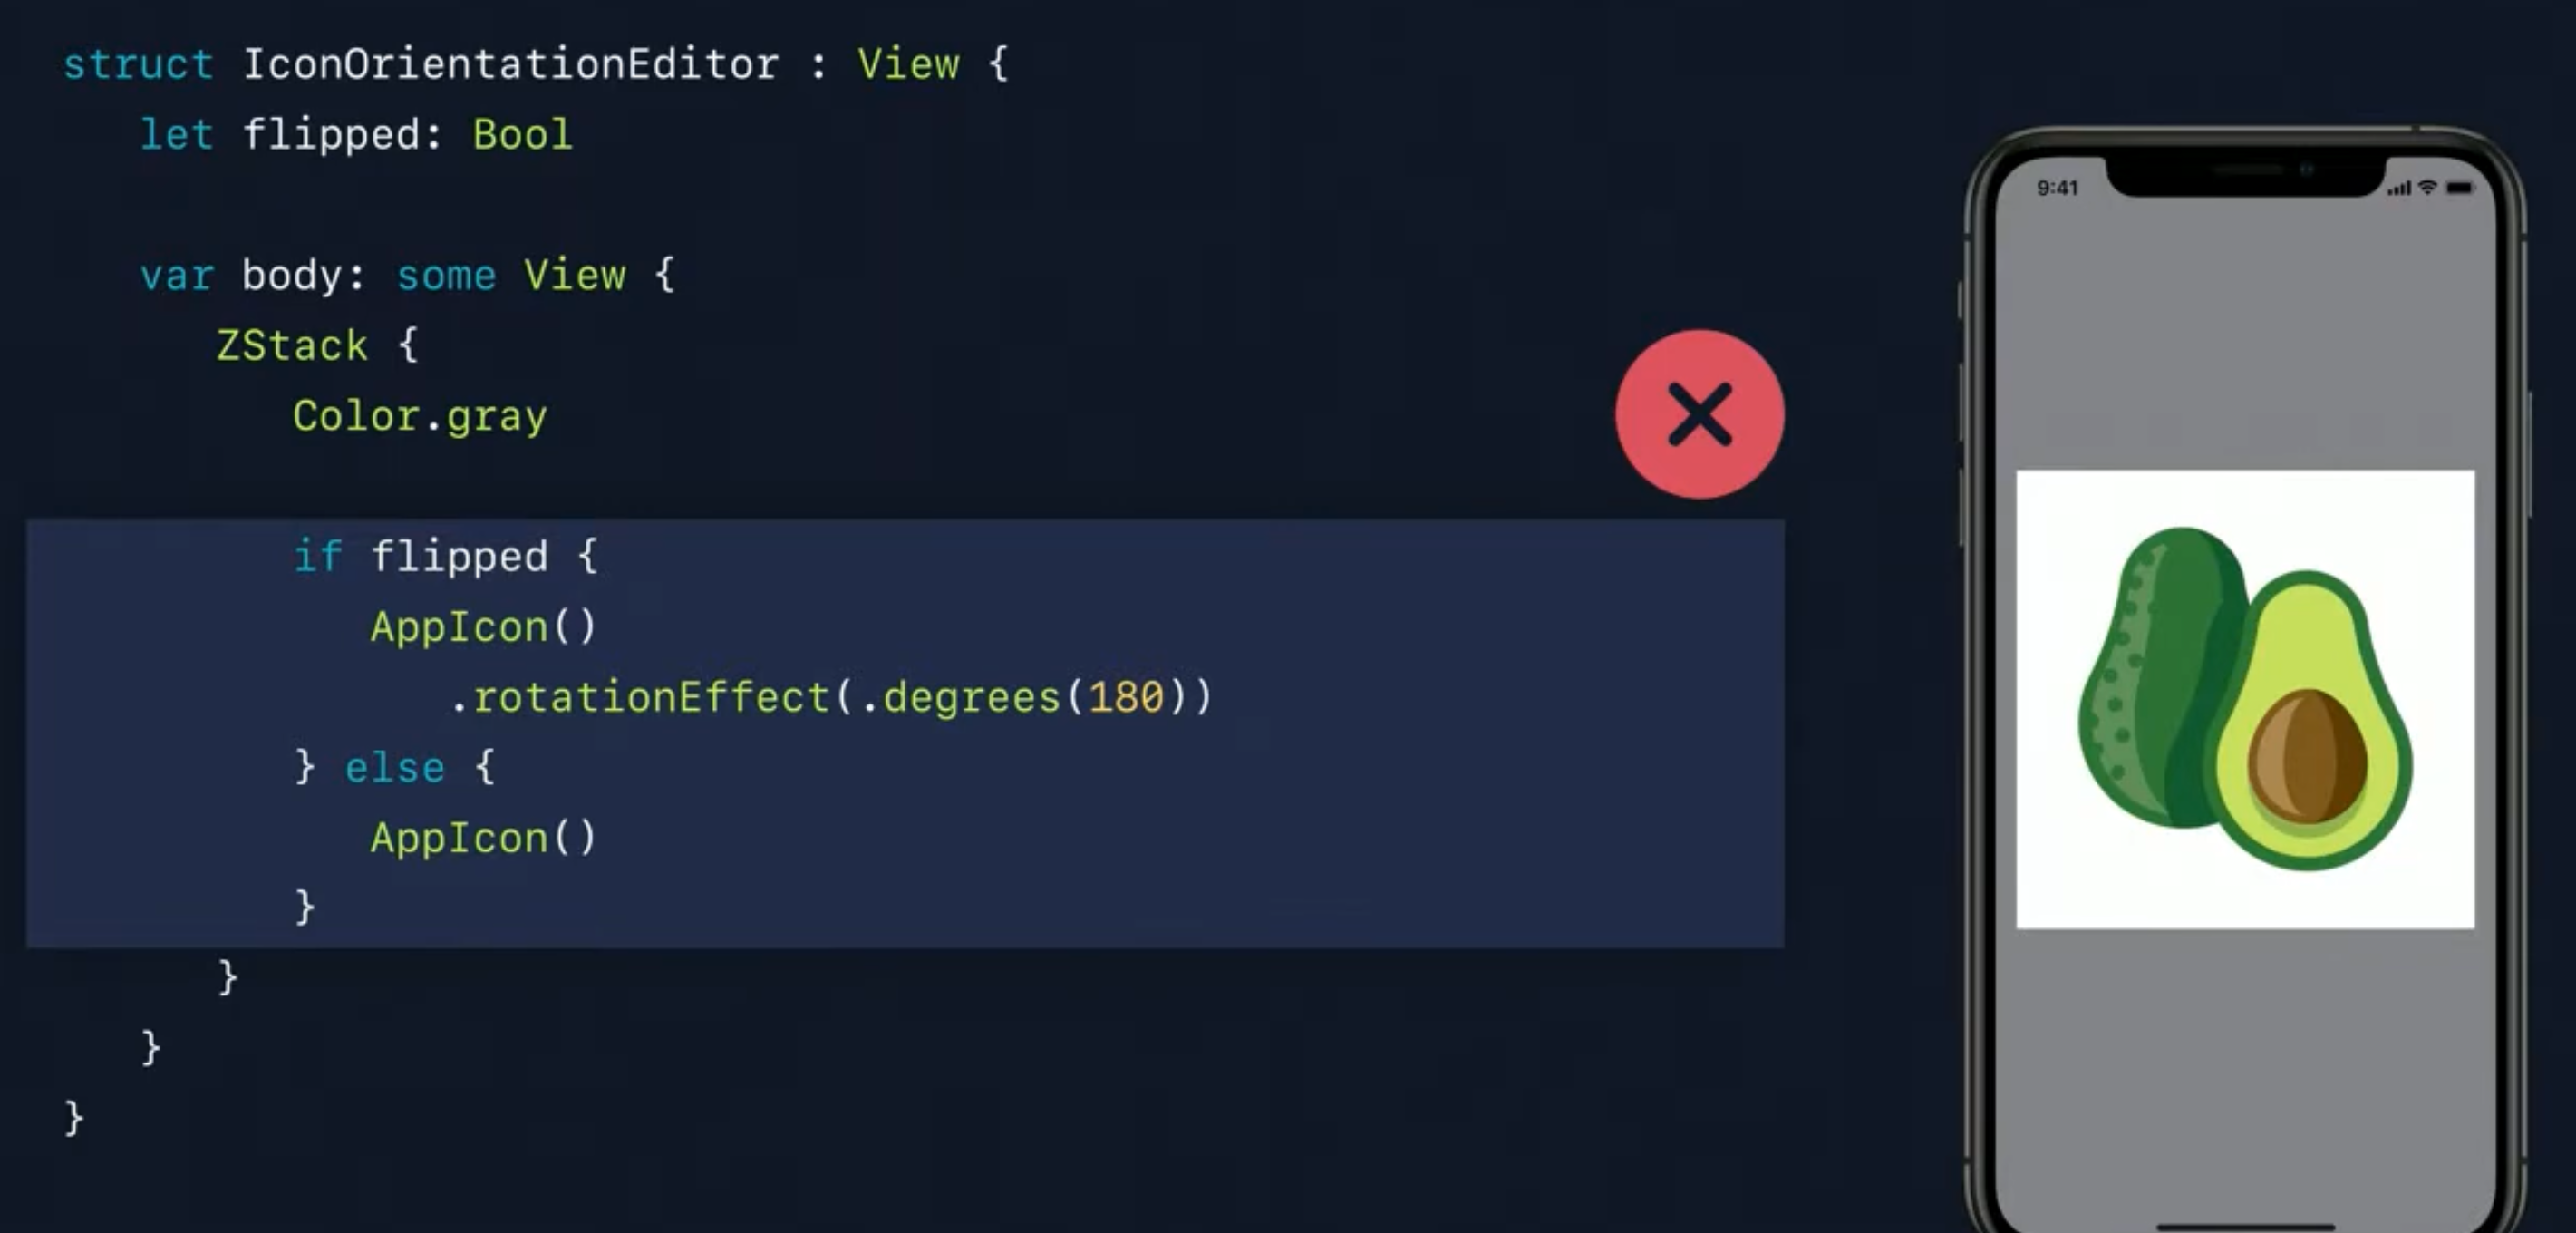 struct IconOrientationEditor : View {
let flipped: Bool
var body: some View {
ZStack {
Color.gray
if flipped {
AppIcon()
.rotationEffect(.degrees(180))
} else {
AppIcon()
}
}
}
}
9:41